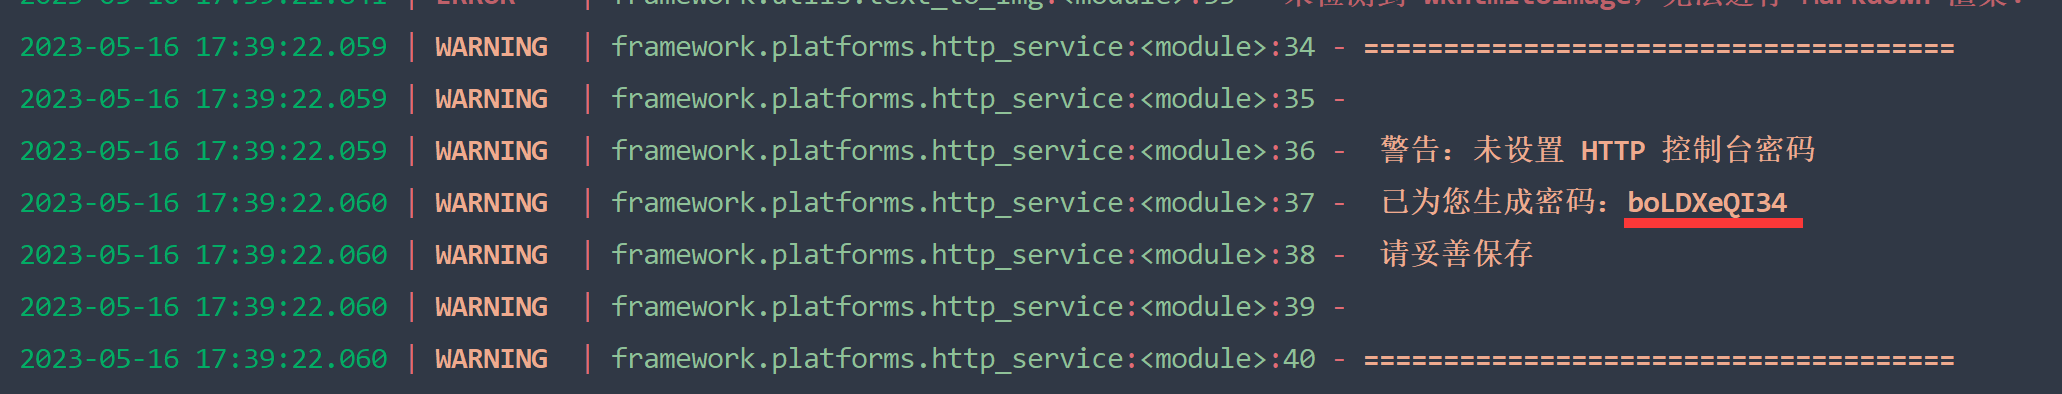 2023-05-16 17:39:22.059 | WARNING | framework.platforms.http_service:<module>:34 - =====================================
2023-05-16 17:39:22.059 | WARNING | framework.platforms.http_service:<module>:35 -
2023-05-16 17:39:22.059 | WARNING | framework.platforms.http_service:<module>:36 - 警告：未设置 HTTP 控制台密码
2023-05-16 17:39:22.060 | WARNING | framework.platforms.http_service:<module>:37 - 已为您生成密码：boLDXeQI34
2023-05-16 17:39:22.060 | WARNING | framework.platforms.http_service:<module>:38 - 请妥善保存
2023-05-16 17:39:22.060 | WARNING | framework.platforms.http_service:<module>:39 -
2023-05-16 17:39:22.060 | WARNING | framework.platforms.http_service:<module>:40 - =====================================